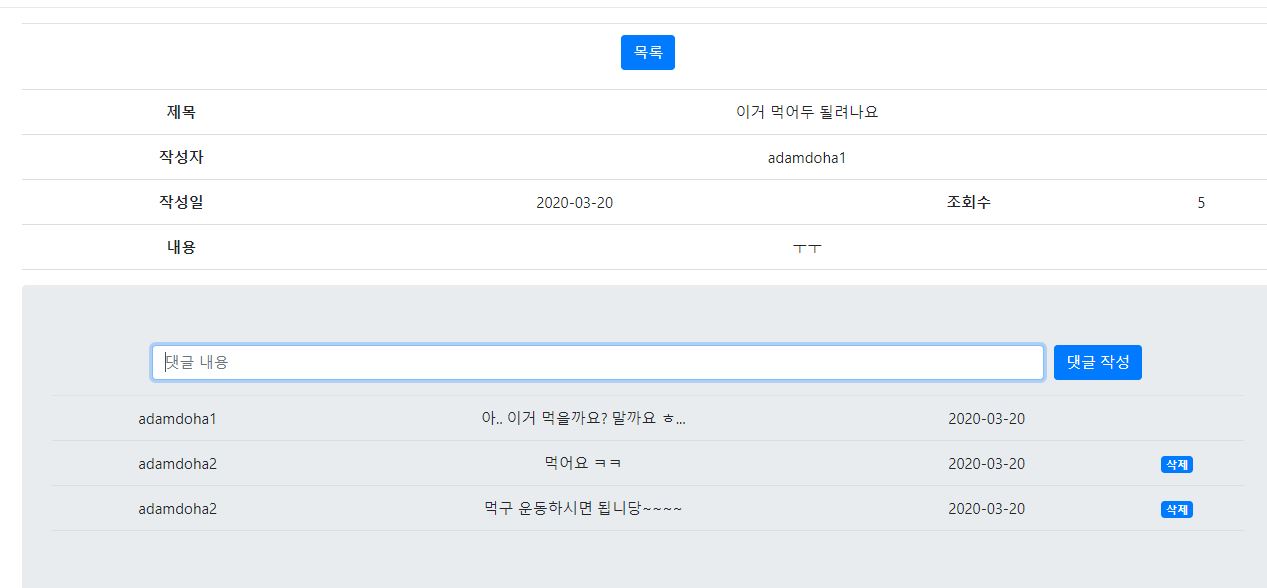 목록
제목 이거 먹어두 될려나요
작성자 adamdoha1
작성일 2020-03-20 조회수 5
내용 ㅜㅜ
댓글 내용 댓글 작성
adamdoha1 아.. 이거 먹을까요? 말까요 ㅎ... 2020-03-20
adamdoha2 먹어요 ㅋㅋ 2020-03-20 삭제
adamdoha2 먹구 운동하시면 됩니당~~~~ 2020-03-20 삭제